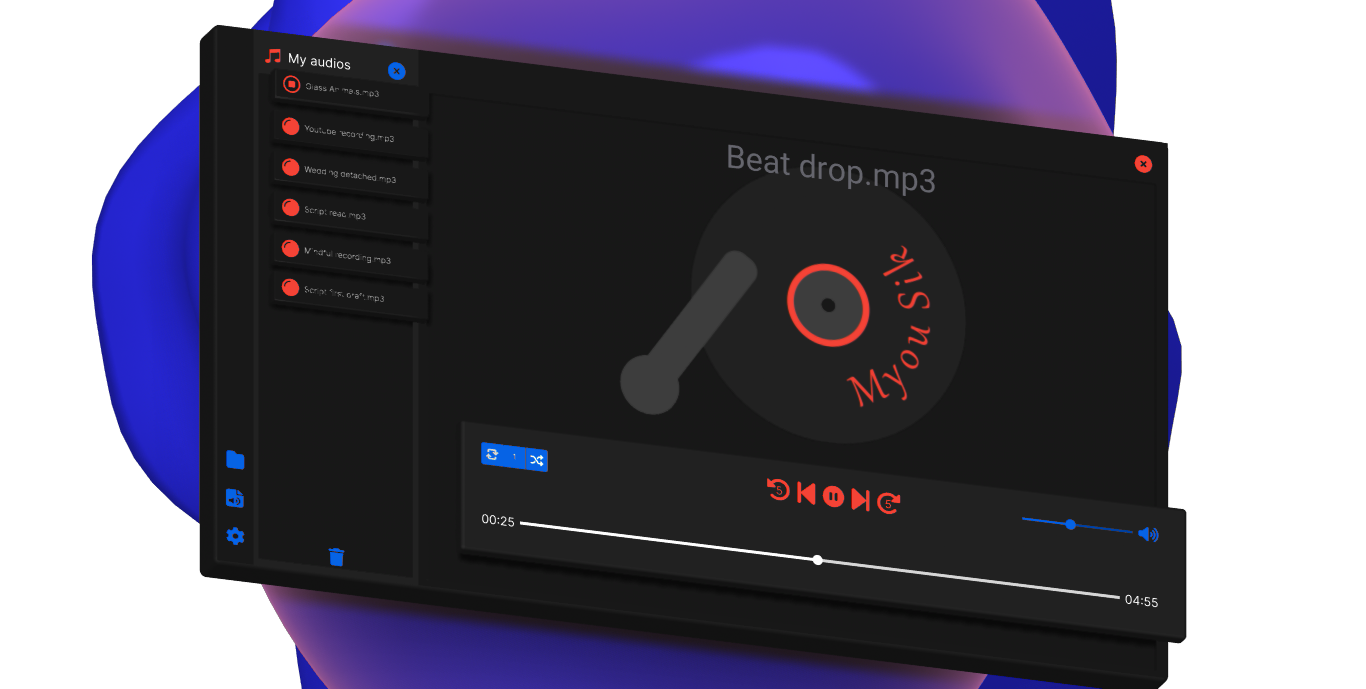 My audios
Glass Animals.mp3
Youtube recording.mp3
Wedding detached.mp3
Script read.mp3
Mindful recording.mp3
Script first draft.mp3
Beat drop.mp3
Myou Sik
1
5
5
00:25
04:55